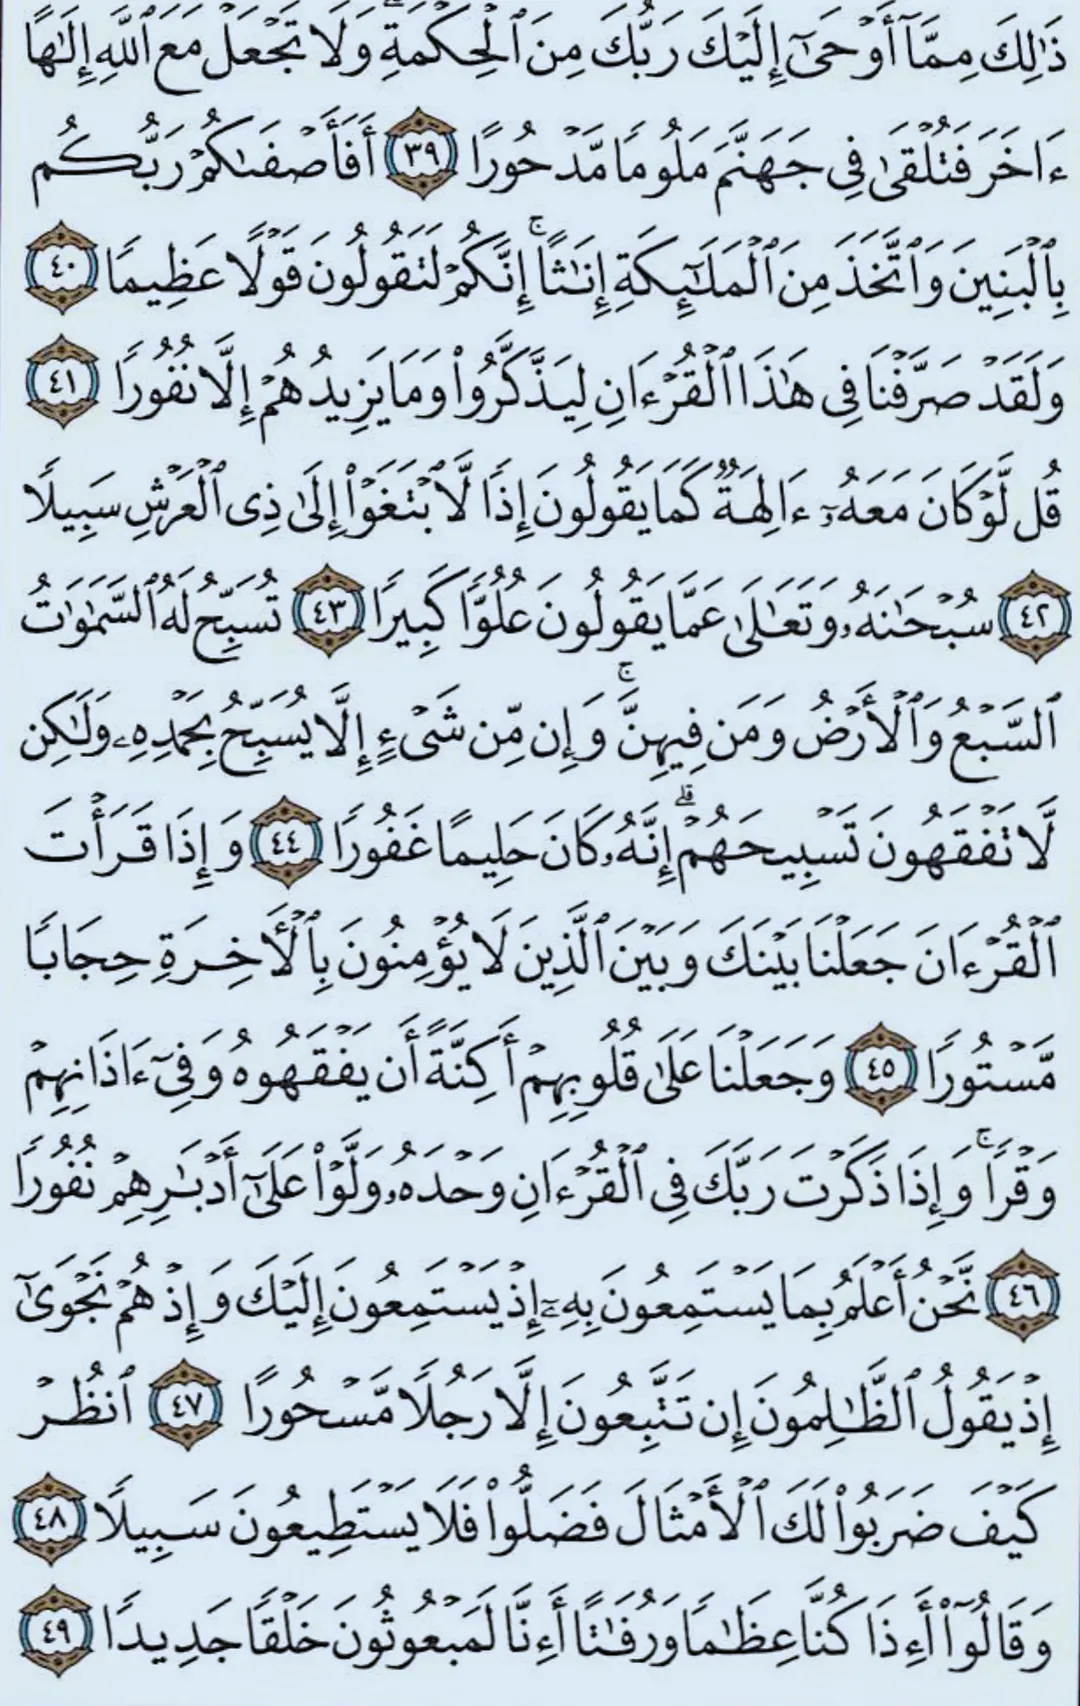 ذَٰلِكَ مِمَّآ أَوۡحَىٰٓ إِلَيۡكَ رَبُّكَ مِنَ ٱلۡحِكۡمَةِۗ وَلَا تَجۡعَلۡ مَعَ ٱللَّهِ إِلَٰهًا
ءَاخَرَ فَتُلۡقَىٰ فِي جَهَنَّمَ مَلُومٗا مَّدۡحُورًا ٣٩ أَفَأَصۡفَىٰكُمۡ رَبُّكُم
بِٱلۡبَنِينَ وَٱتَّخَذَ مِنَ ٱلۡمَلَٰٓئِكَةِ إِنَٰثًاۚ إِنَّكُمۡ لَتَقُولُونَ قَوۡلًا عَظِيمٗا ٤٠
وَلَقَدۡ صَرَّفۡنَا فِي هَٰذَا ٱلۡقُرۡءَانِ لِيَذَّكَّرُواْ وَمَا يَزِيدُهُمۡ إِلَّا نُفُورٗا ٤١
قُل لَّوۡ كَانَ مَعَهُۥٓ ءَالِهَةٞ كَمَا يَقُولُونَ إِذٗا لَّٱبۡتَغَوۡاْ إِلَىٰ ذِي ٱلۡعَرۡشِ سَبِيلٗا
٤٢ سُبۡحَٰنَهُۥ وَتَعَٰلَىٰ عَمَّا يَقُولُونَ عُلُوّٗا كَبِيرٗا ٤٣ تُسَبِّحُ لَهُ ٱلسَّمَٰوَٰتُ
ٱلسَّبۡعُ وَٱلۡأَرۡضُ وَمَن فِيهِنَّۚ وَإِن مِّن شَيۡءٍ إِلَّا يُسَبِّحُ بِحَمۡدِهِۦ وَلَٰكِن
لَّا تَفۡقَهُونَ تَسۡبِيحَهُمۡۗ إِنَّهُۥ كَانَ حَلِيمًا غَفُورٗا ٤٤ وَإِذَا قَرَأۡتَ
ٱلۡقُرۡءَانَ جَعَلۡنَا بَيۡنَكَ وَبَيۡنَ ٱلَّذِينَ لَا يُؤۡمِنُونَ بِٱلۡأٓخِرَةِ حِجَابٗا
مَّسۡتُورٗا ٤٥ وَجَعَلۡنَا عَلَىٰ قُلُوبِهِمۡ أَكِنَّةً أَن يَفۡقَهُوهُ وَفِيٓ ءَاذَانِهِمۡ
وَقۡرٗاۚ وَإِذَا ذَكَرۡتَ رَبَّكَ فِي ٱلۡقُرۡءَانِ وَحۡدَهُۥ وَلَّوۡاْ عَلَىٰٓ أَدۡبَٰرِهِمۡ نُفُورٗا
٤٦ نَّحۡنُ أَعۡلَمُ بِمَا يَسۡتَمِعُونَ بِهِۦٓ إِذۡ يَسۡتَمِعُونَ إِلَيۡكَ وَإِذۡ هُمۡ نَجۡوَىٰٓ
إِذۡ يَقُولُ ٱلظَّٰلِمُونَ إِن تَتَّبِعُونَ إِلَّا رَجُلٗا مَّسۡحُورًا ٤٧ ٱنظُرۡ
كَيۡفَ ضَرَبُواْ لَكَ ٱلۡأَمۡثَالَ فَضَلُّواْ فَلَا يَسۡتَطِيعُونَ سَبِيلٗا ٤٨
وَقَالُوٓاْ أَءِذَا كُنَّا عِظَٰمٗا وَرُفَٰتًا أَءِنَّا لَمَبۡعُوثُونَ خَلۡقٗا جَدِيدٗا ٤٩